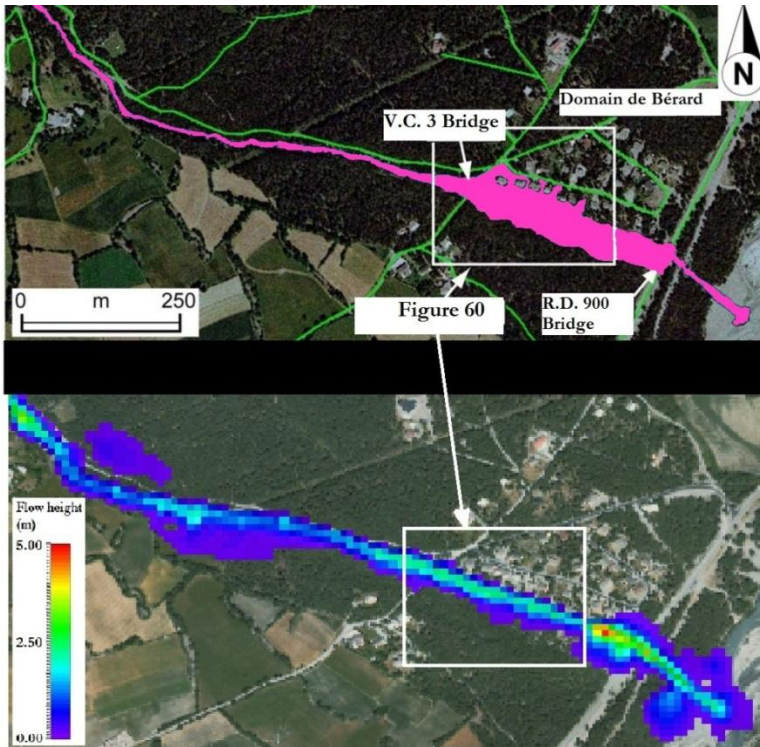 N
Domain de Bérard
V.C. 3 Bridge
0 m 250
Figure 60
R.D. 900
Bridge
Flow height
(m)
5.00
2.50
0.00